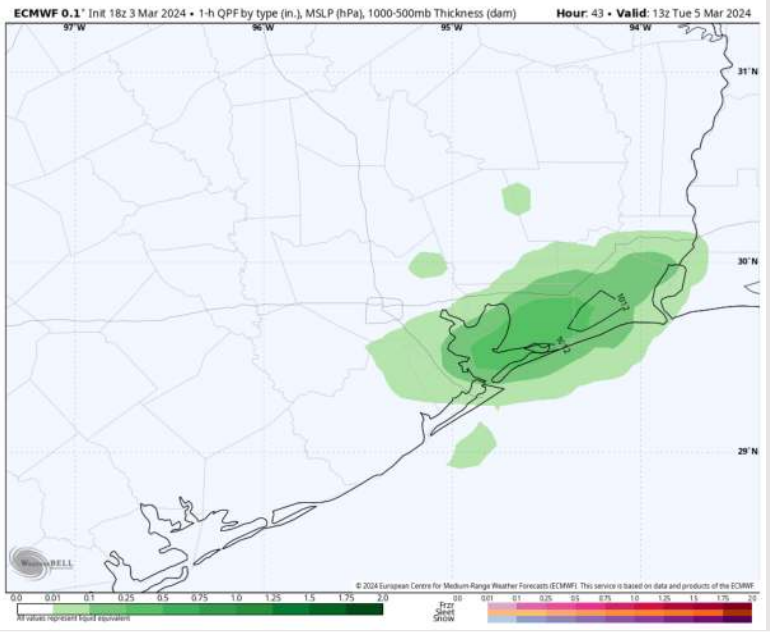 ECMWF 0.1° Init 18z 3 Mar 2024 • 1-h QPF by type (in.), MSLP (hPa), 1000-500mb Thickness (dam) Hour: 43 • Valid: 13z Tue 5 Mar 2024
97°W 96°W 95°W 94°W
31°N
30°N
1012
1012
29°N
WeatherBELL
© 2024 European Centre for Medium-Range Weather Forecasts (ECMWF). This service is based on data and products of the ECMWF
0.0 0.01 0.1 0.25 0.5 0.75 1.0 1.25 1.5 1.75 2.0
All values represent liquid equivalent
0.0 0.01 0.1 0.25 0.5 0.75 1.0 1.25 1.5 1.75 2.0
Frzr
Sleet
Snow